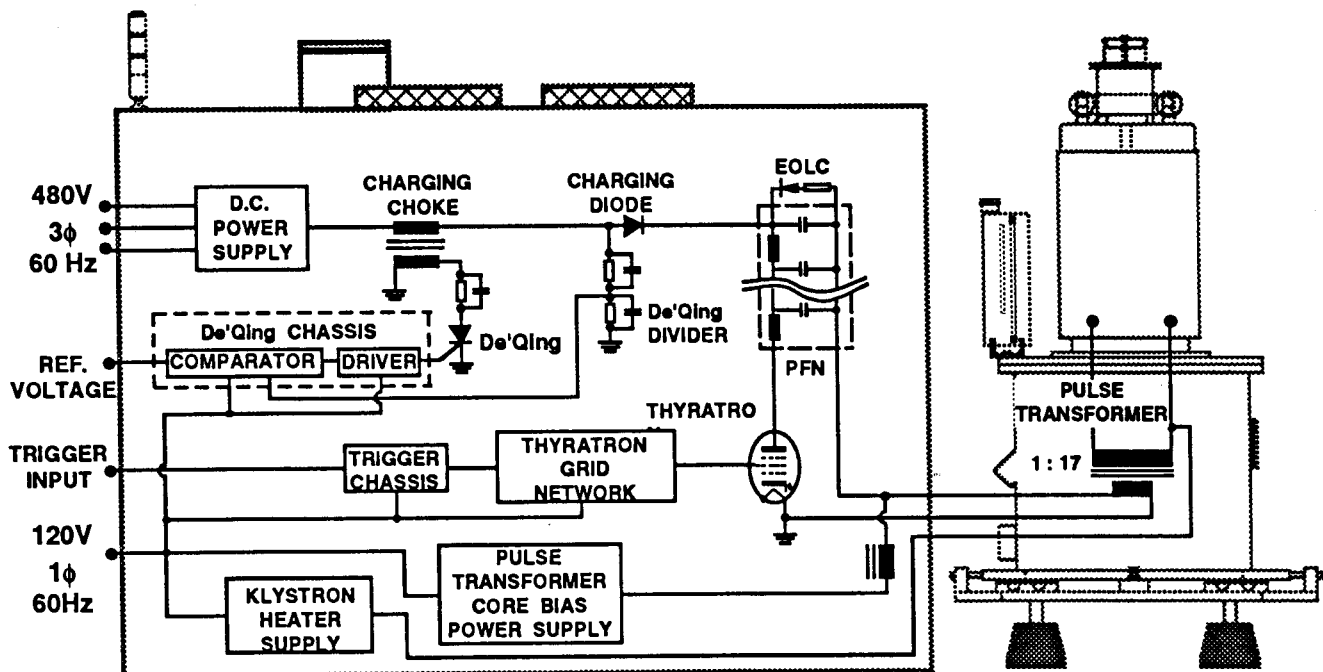 480V
3ϕ
60 Hz
D.C.
POWER
SUPPLY
CHARGING
CHOKE
CHARGING
DIODE
EOLC
De'Qing CHASSIS
COMPARATOR
DRIVER
De'Qing
De'Qing
DIVIDER
PFN
REF.
VOLTAGE
PULSE
TRANSFORMER
1 : 17
THYRATRO
TRIGGER
INPUT
TRIGGER
CHASSIS
THYRATRON
GRID
NETWORK
120V
1ϕ
60Hz
KLYSTRON
HEATER
SUPPLY
PULSE
TRANSFORMER
CORE BIAS
POWER SUPPLY